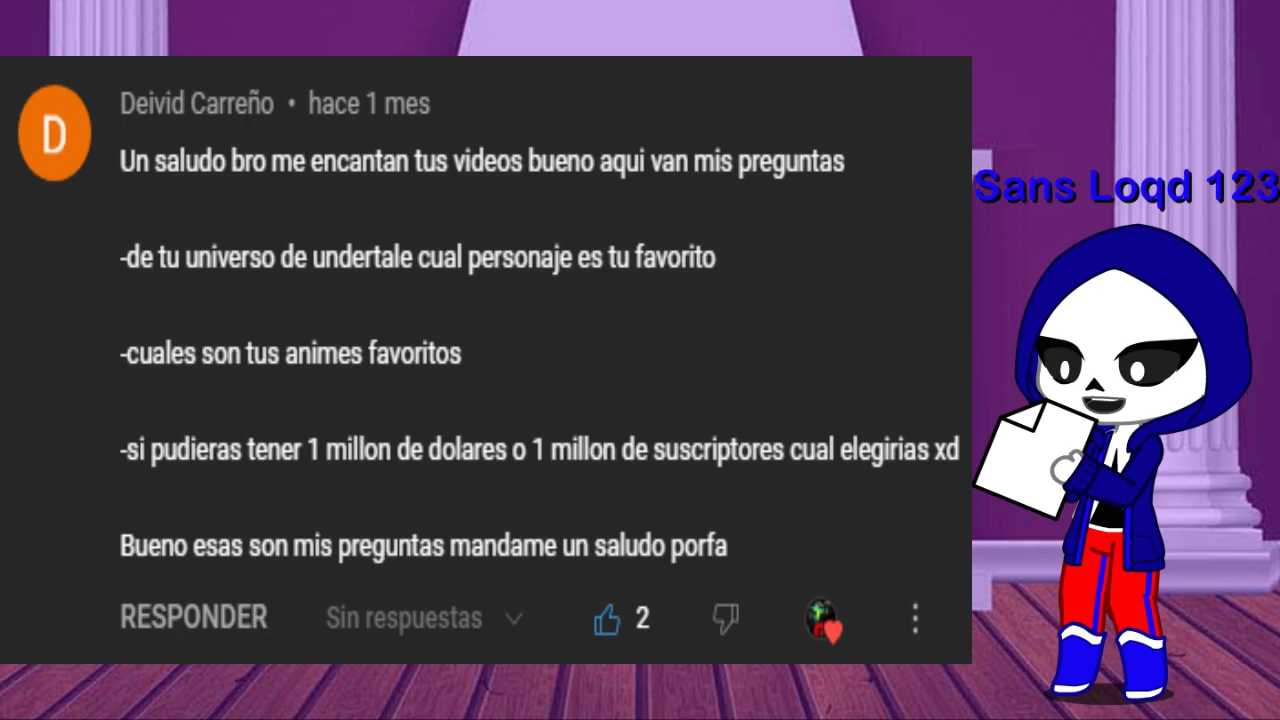 D
Deivid Carreño • hace 1 mes
Un saludo bro me encantan tus videos bueno aqui van mis preguntas
-de tu universo de undertale cual personaje es tu favorito
-cuales son tus animes favoritos
-si pudieras tener 1 millon de dolares o 1 millon de suscriptores cual elegirias xd
Bueno esas son mis preguntas mandame un saludo porfa
RESPONDER Sin respuestas 2
Sans Loqd 123